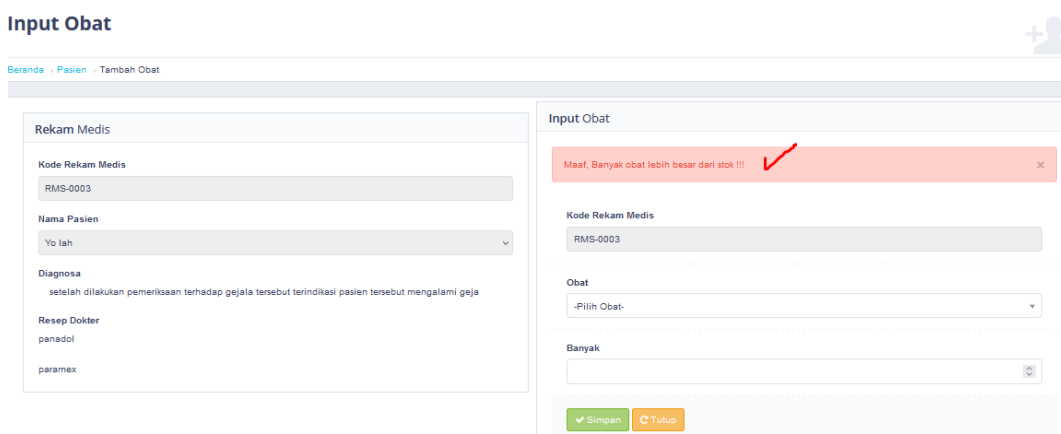 Input Obat
Beranda › Pasien › Tambah Obat
Rekam Medis
Kode Rekam Medis
RMS-0003
Nama Pasien
Yo lah
Diagnosa
setelah dilakukan pemeriksaan terhadap gejala tersebut terindikasi pasien tersebut mengalami geja
Resep Dokter
panadol
paramex
Input Obat
Maaf, Banyak obat lebih besar dari stok !!!
×
Kode Rekam Medis
RMS-0003
Obat
-Pilih Obat-
Banyak
Simpan
Tutup